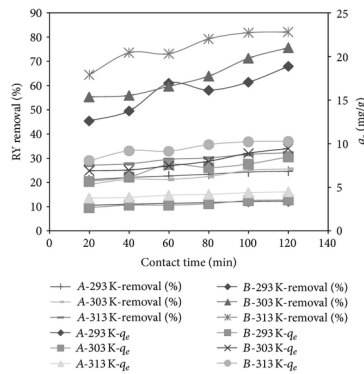 90
80
70
60
50
40
30
20
10
0
RY removal (%)
25
20
15
10
5
0
qe (mg/g)
0 20 40 60 80 100 120 140
Contact time (min)
A-293 K-removal (%)
A-303 K-removal (%)
A-313 K-removal (%)
A-293 K-qe
A-303 K-qe
A-313 K-qe
B-293 K-removal (%)
B-303 K-removal (%)
B-313 K-removal (%)
B-293 K-qe
B-303 K-qe
B-313 K-qe